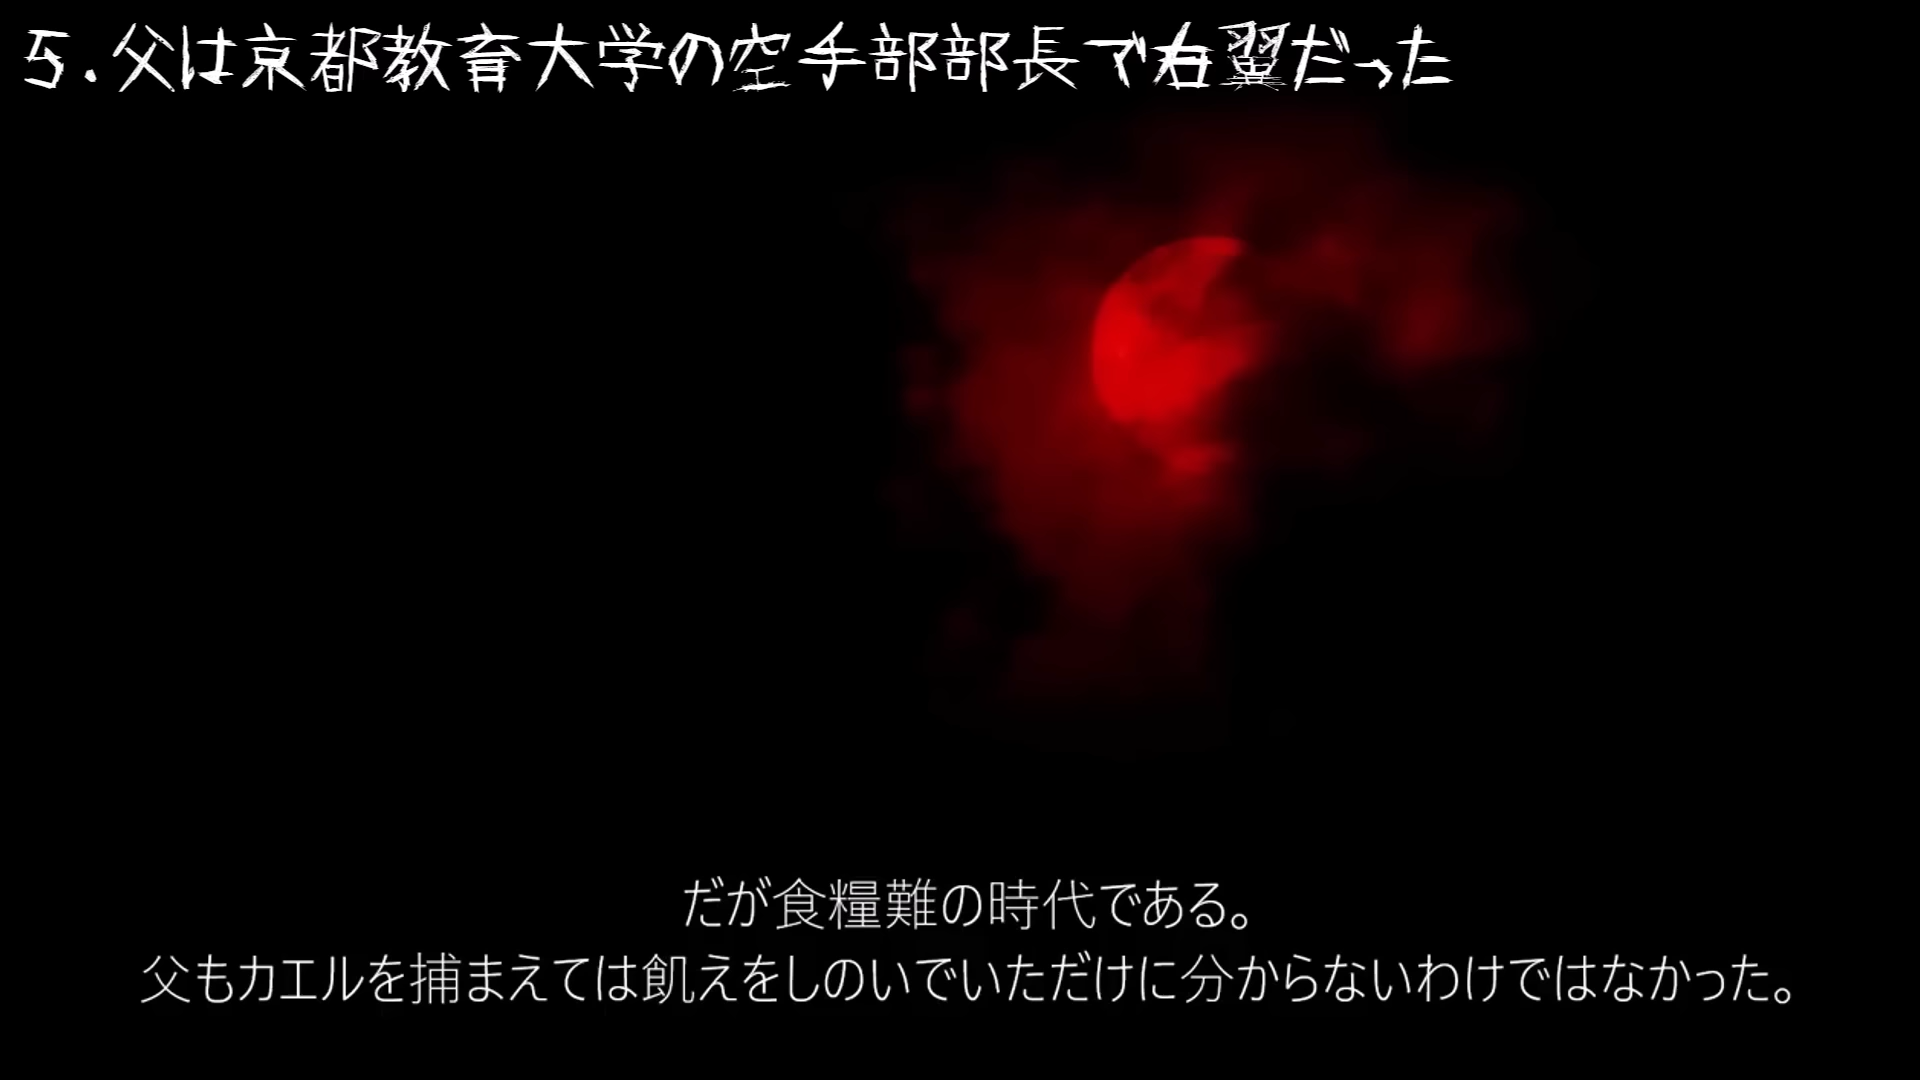 5.父は京都教育大学の空手部部長で右翼だった
だが食糧難の時代である。
父もカエルを捕まえては飢えをしのいでいただけに分からないわけではなかった。